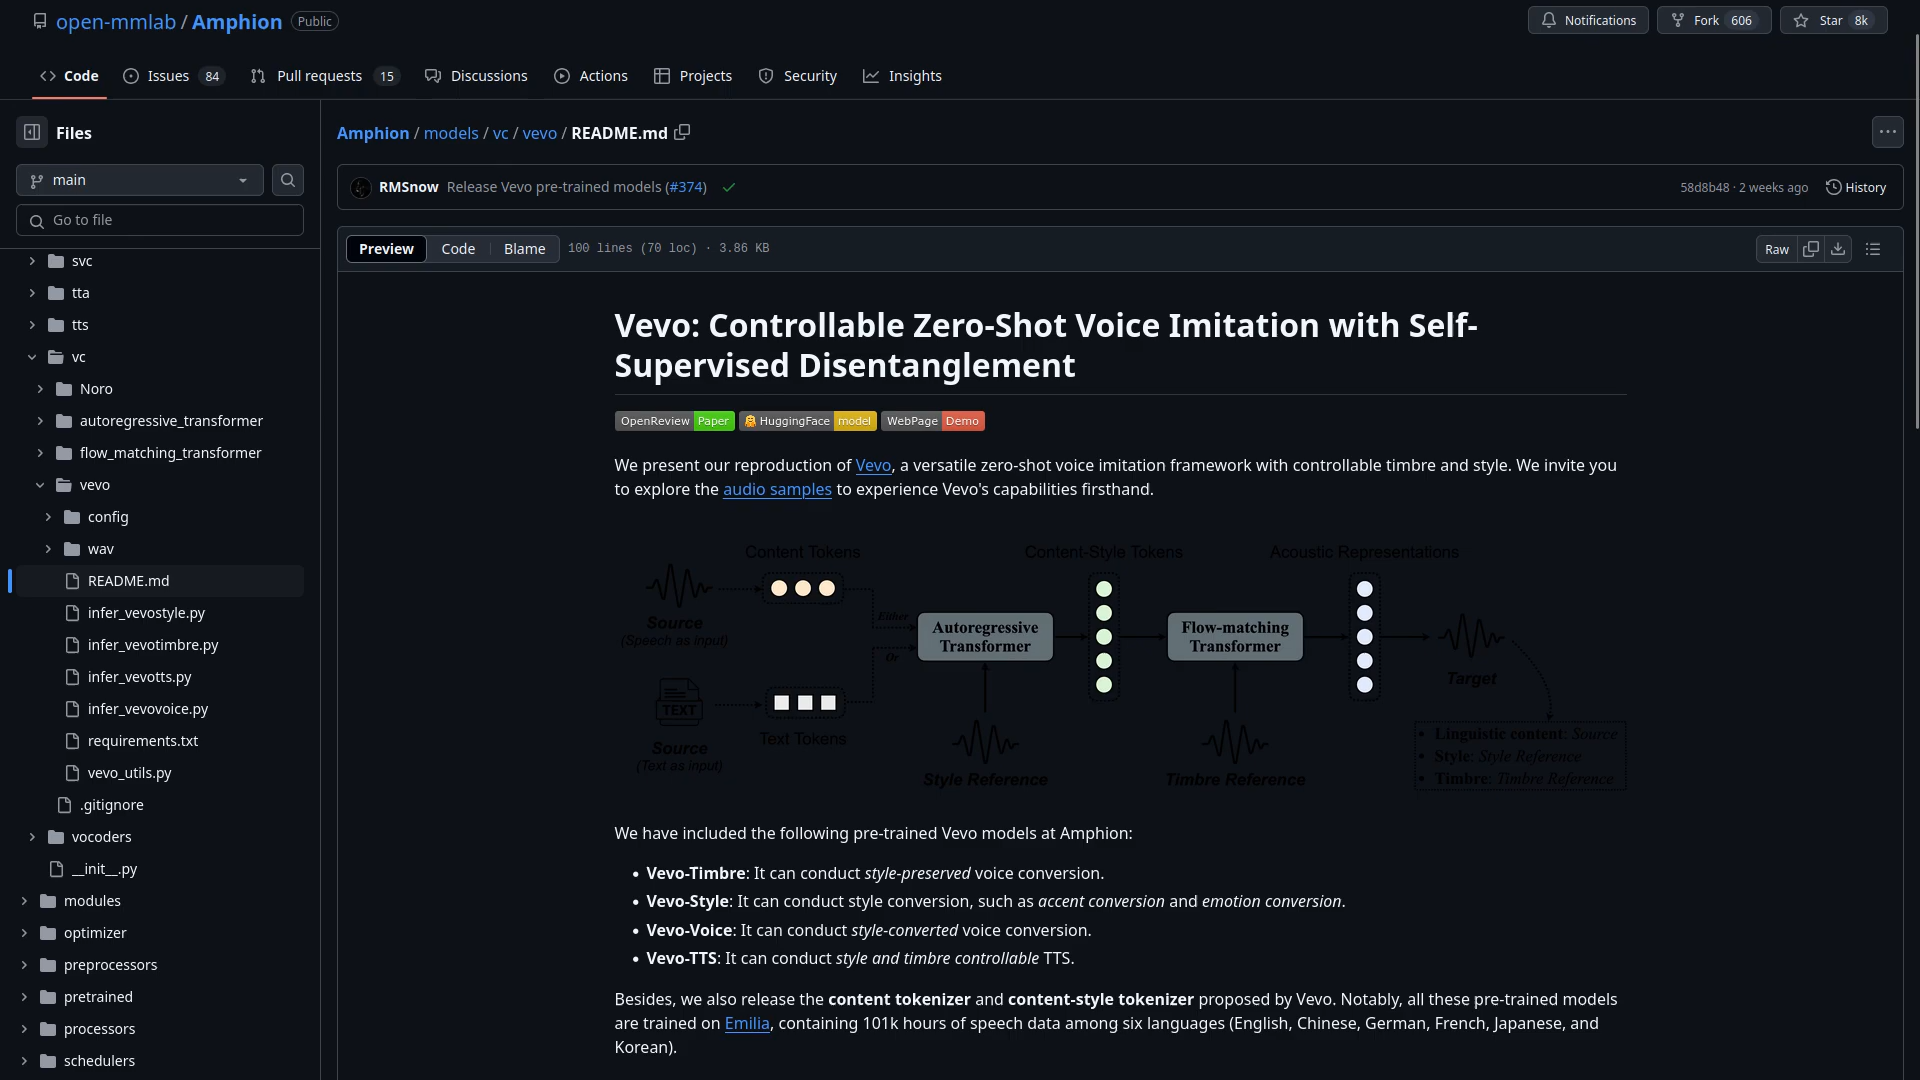 open-mmlab / Amphion Public
Notifications Fork 606 Star 8k
Code Issues 84 Pull requests 15 Discussions Actions Projects Security Insights
Files
main
Go to file
svc
tta
tts
vc
Noro
autoregressive_transformer
flow_matching_transformer
vevo
config
wav
README.md
infer_vevostyle.py
infer_vevotimbre.py
infer_vevotts.py
infer_vevovoice.py
requirements.txt
vevo_utils.py
.gitignore
vocoders
__init__.py
modules
optimizer
preprocessors
pretrained
processors
schedulers
Amphion / models / vc / vevo / README.md
RMSnow Release Vevo pre-trained models (#374)
58d8b48 · 2 weeks ago History
Preview Code Blame 100 lines (70 loc) · 3.86 KB
Raw
Vevo: Controllable Zero-Shot Voice Imitation with Self-
Supervised Disentanglement
OpenReview Paper HuggingFace model WebPage Demo
We present our reproduction of Vevo, a versatile zero-shot voice imitation framework with controllable timbre and style. We invite you
to explore the audio samples to experience Vevo's capabilities firsthand.
Content Tokens
Content-Style Tokens
Acoustic Representations
Source
(Speech as input)
Either
Or
Autoregressive
Transformer
Flow-matching
Transformer
Target
TEXT
Source
(Text as input)
Text Tokens
Style Reference
Timbre Reference
• Linguistic content: Source
• Style: Style Reference
• Timbre: Timbre Reference
We have included the following pre-trained Vevo models at Amphion:
• Vevo-Timbre: It can conduct style-preserved voice conversion.
• Vevo-Style: It can conduct style conversion, such as accent conversion and emotion conversion.
• Vevo-Voice: It can conduct style-converted voice conversion.
• Vevo-TTS: It can conduct style and timbre controllable TTS.
Besides, we also release the content tokenizer and content-style tokenizer proposed by Vevo. Notably, all these pre-trained models
are trained on Emilia, containing 101k hours of speech data among six languages (English, Chinese, German, French, Japanese, and
Korean).